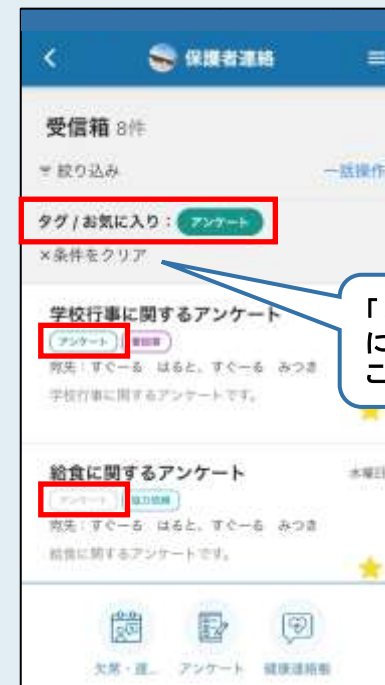 保護者連絡
受信箱 8件
絞り込み
一括操作
タグ/お気に入り: アンケート
×条件をクリア
「
に
こ
学校行事に関するアンケート
アンケート
宛先:すぐーる はると、すぐーる みつき
学校行事に関するアンケートです。
給食に関するアンケート
水曜日
アンケート 協力依頼
宛先:すぐーる はると、すぐーる みつき
給食に関するアンケートです。
欠席・遅… アンケート 健康連絡帳